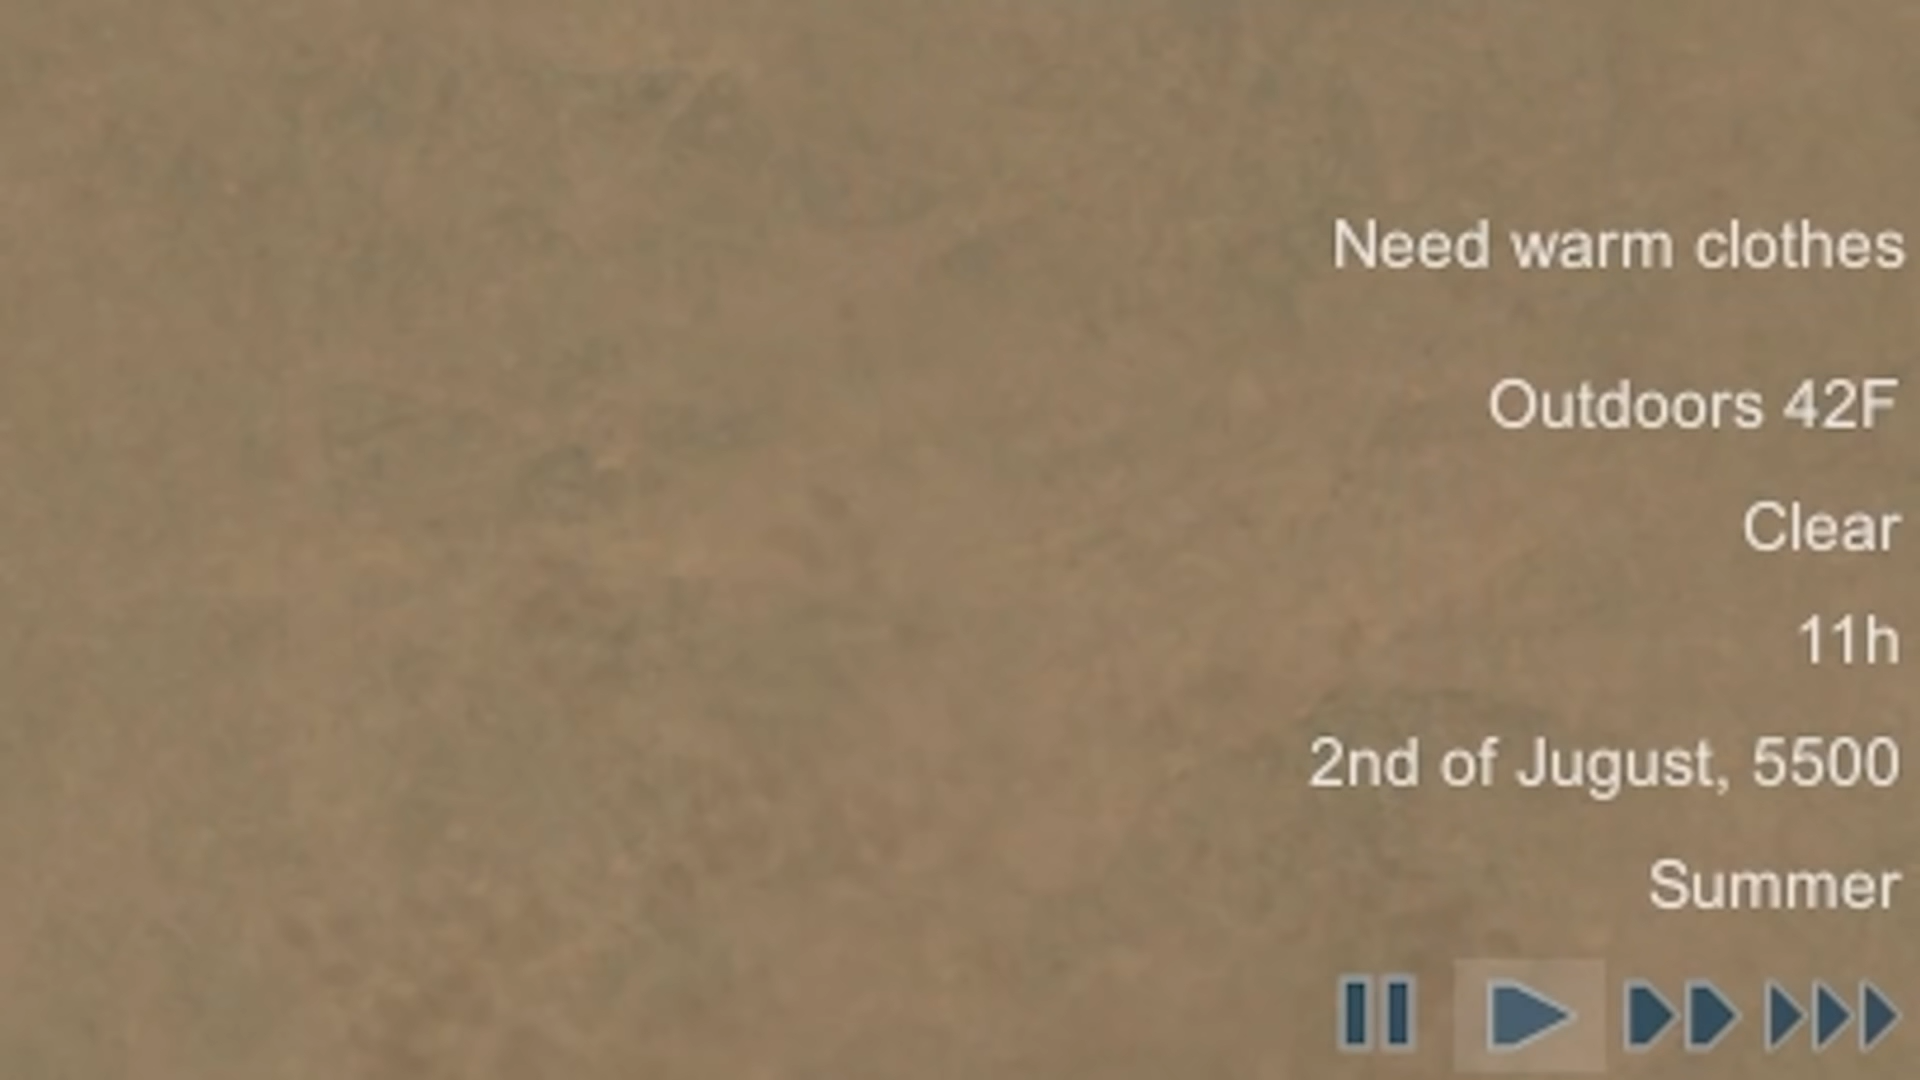 Need warm clothes
Outdoors 42F
Clear
11h
2nd of Jugust, 5500
Summer